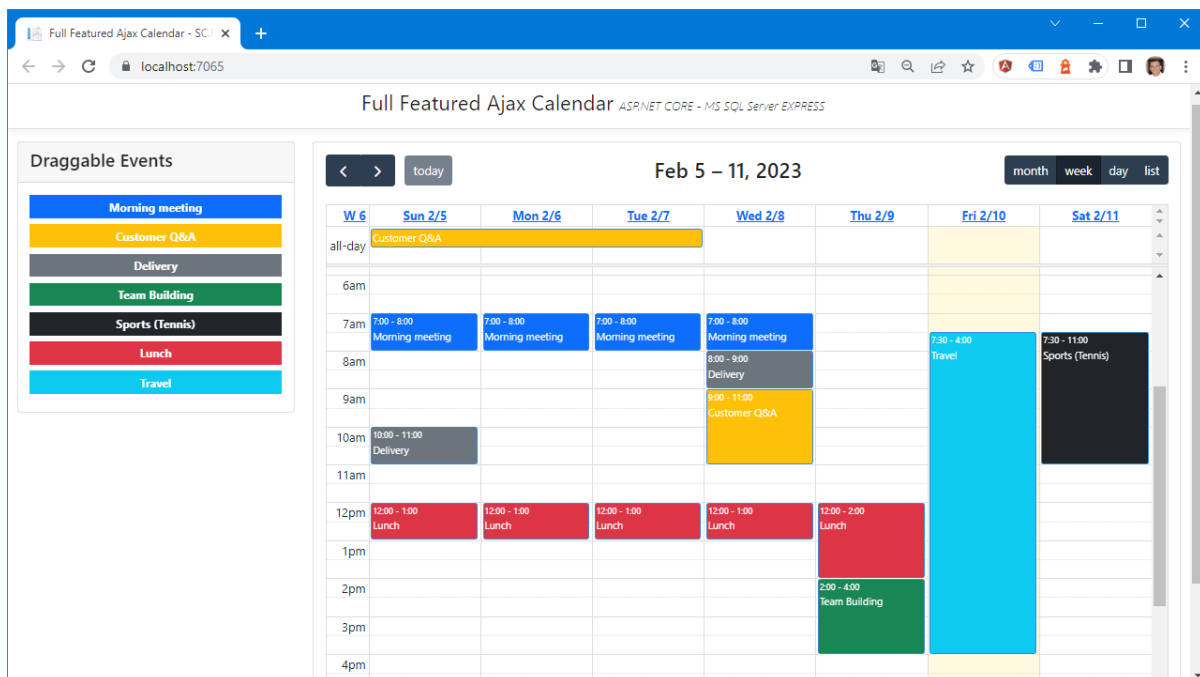 Full Featured Ajax Calendar - SC.
localhost:7065
Full Featured Ajax Calendar ASP.NET CORE - MS SQL Server EXPRESS
Draggable Events
Morning meeting
Customer Q&A
Delivery
Team Building
Sports (Tennis)
Lunch
Travel
today
Feb 5 – 11, 2023
month week day list
W 6 Sun 2/5 Mon 2/6 Tue 2/7 Wed 2/8 Thu 2/9 Fri 2/10 Sat 2/11
all-day Customer Q&A
6am
7am 7:00 - 8:00 7:00 - 8:00 7:00 - 8:00 7:00 - 8:00
Morning meeting Morning meeting Morning meeting Morning meeting
7:30 - 4:00 7:30 - 11:00
Travel Sports (Tennis)
8am 8:00 - 9:00
Delivery
9am 9:00 - 11:00
Customer Q&A
10am 10:00 - 11:00
Delivery
11am
12pm 12:00 - 1:00 12:00 - 1:00 12:00 - 1:00 12:00 - 1:00 12:00 - 2:00
Lunch Lunch Lunch Lunch Lunch
1pm
2pm 2:00 - 4:00
Team Building
3pm
4pm